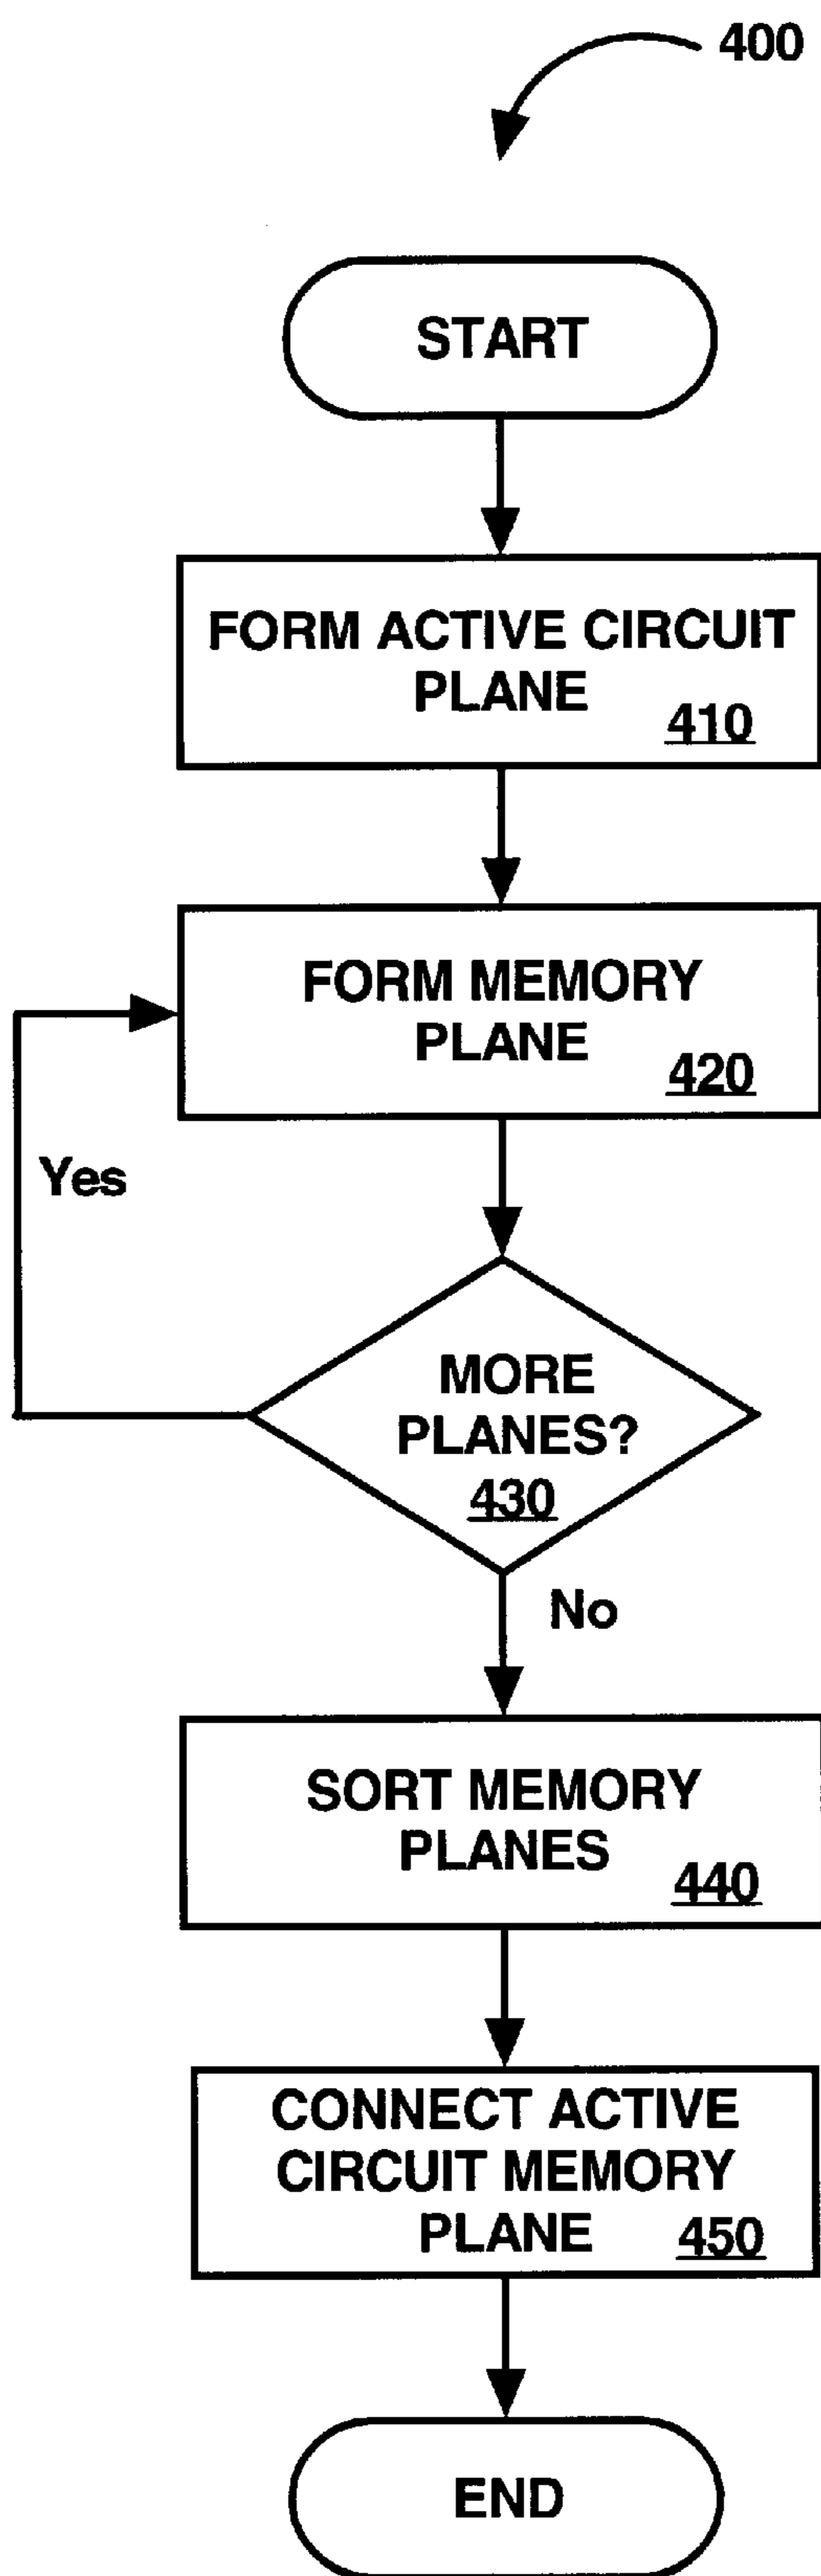 400
START
FORM ACTIVE CIRCUIT
PLANE
410
FORM MEMORY
PLANE
420
Yes
MORE
PLANES?
430
No
SORT MEMORY
PLANES
440
CONNECT ACTIVE
CIRCUIT MEMORY
PLANE 450
END